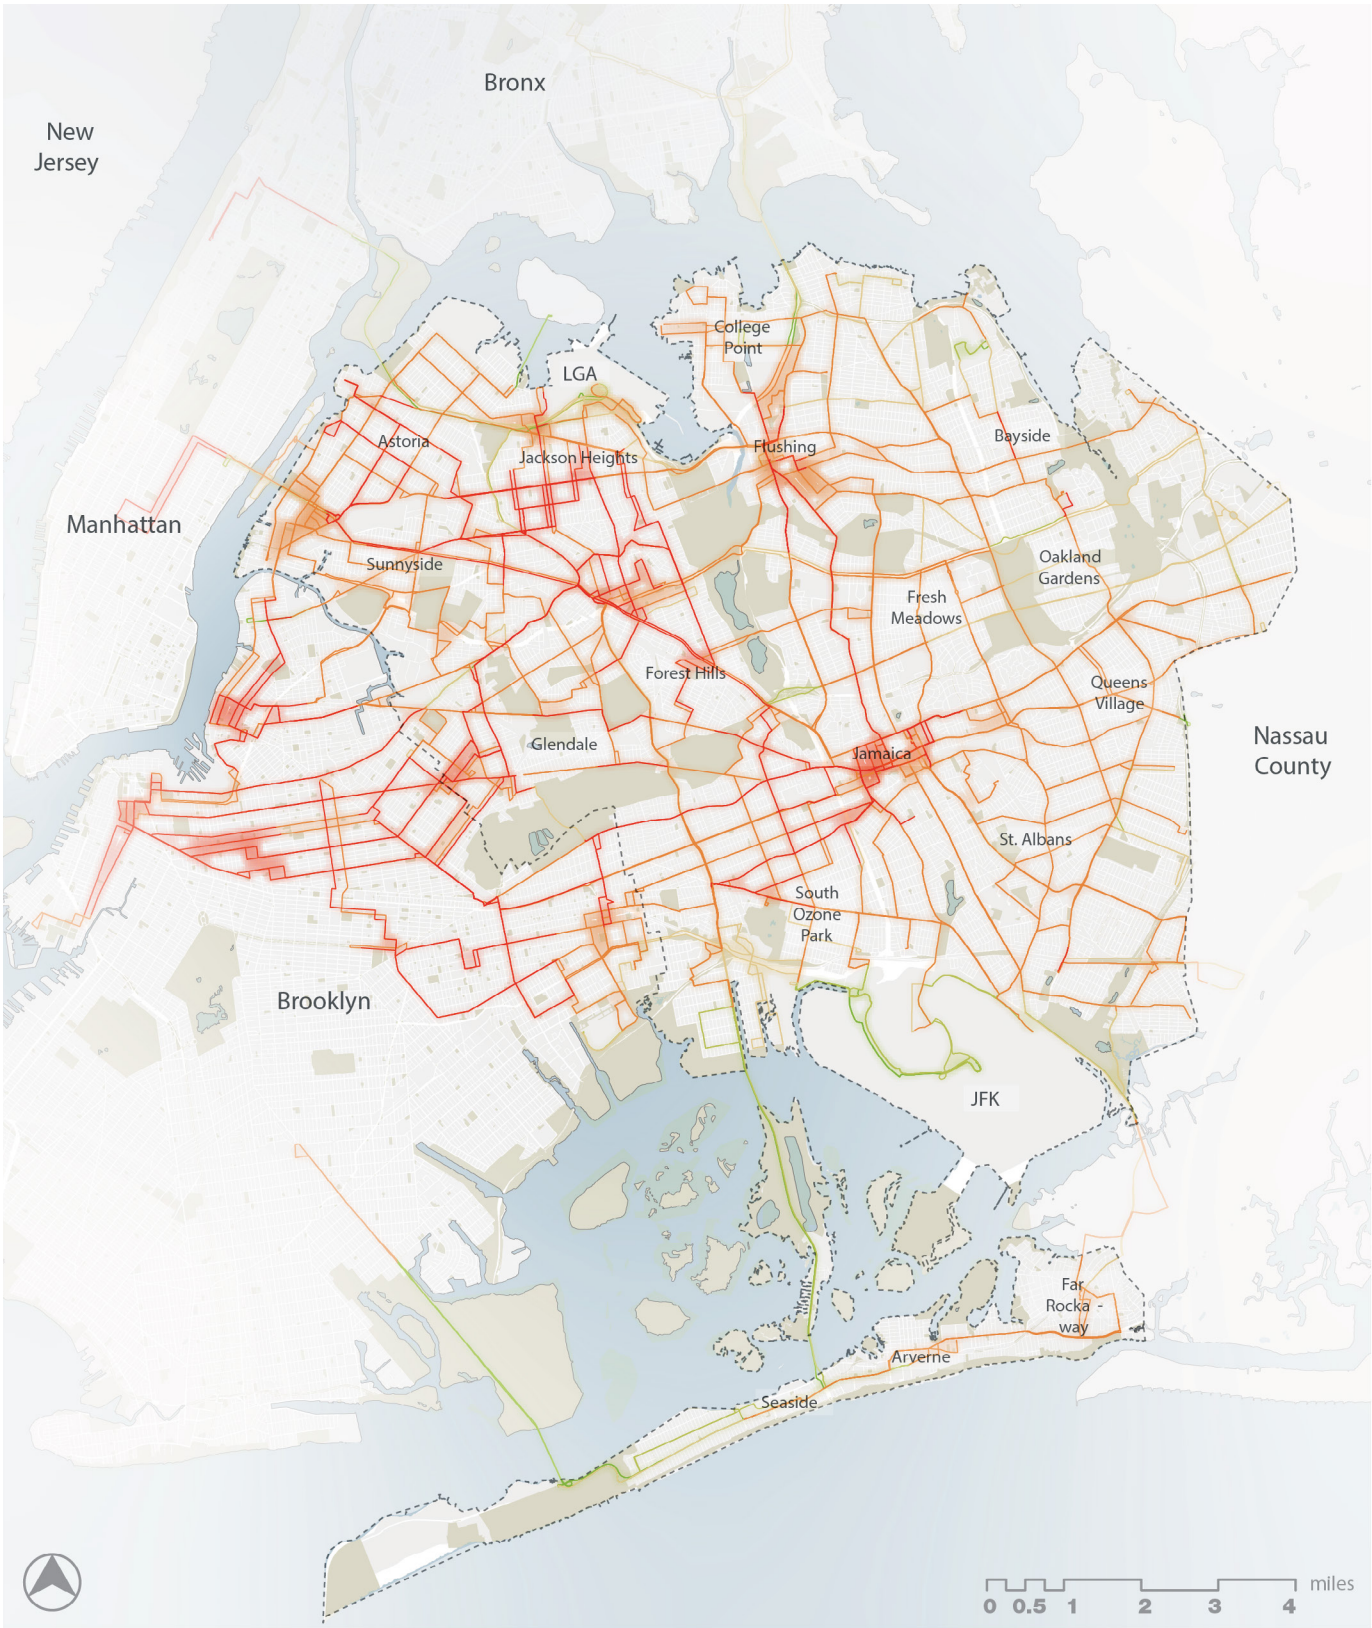 Bronx
New
Jersey
College
Point
LGA
Astoria
Flushing
Bayside
Jackson Heights
Manhattan
Sunnyside
Oakland
Gardens
Fresh
Meadows
Forest Hills
Queens
Village
Glendale
Jamaica
Nassau
County
St. Albans
South
Ozone
Park
Brooklyn
JFK
Far
Rocka -
way
Arverne
Seaside
miles
0 0.5 1 2 3 4